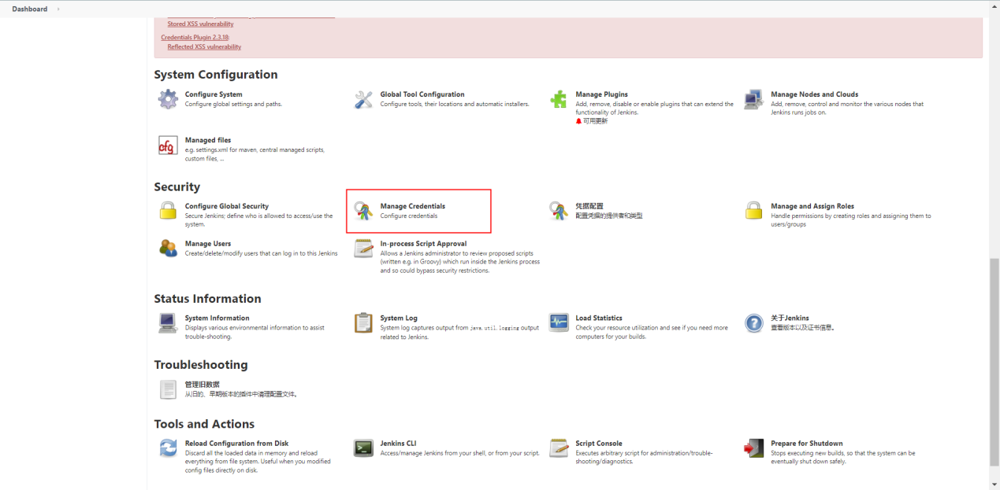 Dashboard
Stored XSS vulnerability
Credentials Plugin 2.3.18:
Reflected XSS vulnerability
System Configuration
Configure System
Configure global settings and paths.
Global Tool Configuration
Configure tools, their locations and automatic installers.
Manage Plugins
Add, remove, disable or enable plugins that can extend the
functionality of Jenkins.
可用更新
Manage Nodes and Clouds
Add, remove, control and monitor the various nodes that
Jenkins runs jobs on.
cfg
Managed files
e.g. settings.xml for maven, central managed scripts,
custom files, ...
Security
Configure Global Security
Secure Jenkins; define who is allowed to access/use the
system.
Manage Credentials
Configure credentials
凭据配置
配置凭据的提供者和类型
Manage and Assign Roles
Handle permissions by creating roles and assigning them to
users/groups
Manage Users
Create/delete/modify users that can log in to this Jenkins
In-process Script Approval
Allows a Jenkins administrator to review proposed scripts
(written e.g. in Groovy) which run inside the Jenkins process
and so could bypass security restrictions.
Status Information
System Information
Displays various environmental information to assist
trouble-shooting.
System Log
System log captures output from java.util.logging output
related to Jenkins.
Load Statistics
Check your resource utilization and see if you need more
computers for your builds.
关于Jenkins
查看版本以及证书信息。
Troubleshooting
管理旧数据
从旧的、早期版本的插件中清理配置文件。
Tools and Actions
Reload Configuration from Disk
Discard all the loaded data in memory and reload
everything from file system. Useful when you modified
config files directly on disk.
Jenkins CLI
Access/manage Jenkins from your shell, or from your script.
Script Console
Executes arbitrary script for administration/trouble-
shooting/diagnostics.
Prepare for Shutdown
Stops executing new builds, so that the system can be
eventually shut down safely.